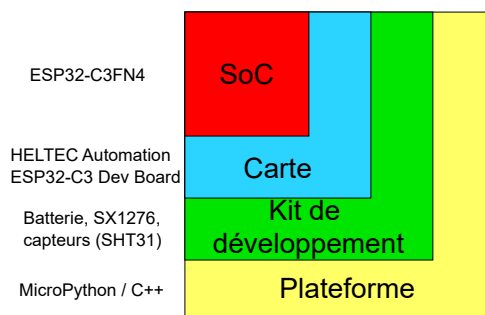 ESP32-C3FN4
SoC
HELTEC Automation
ESP32-C3 Dev Board
Carte
Batterie, SX1276,
capteurs (SHT31)
Kit de
développement
MicroPython / C++
Plateforme